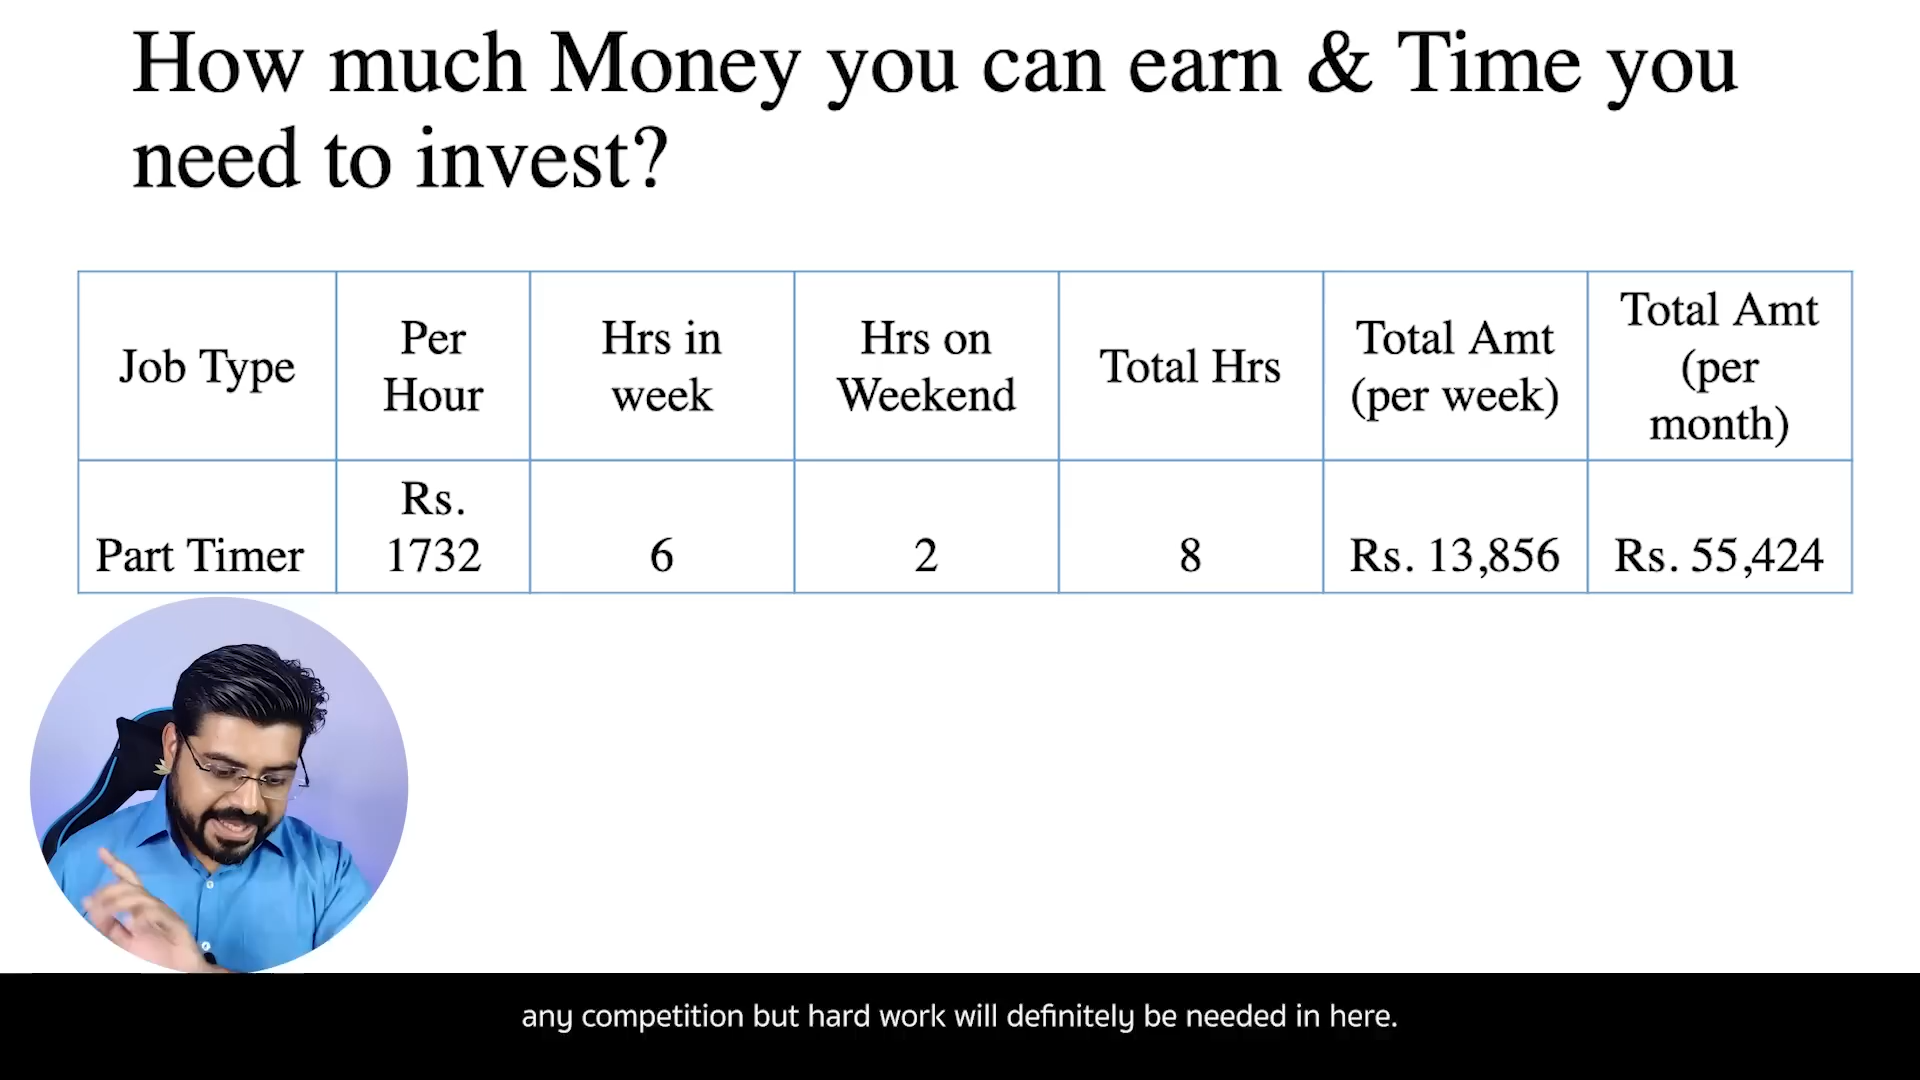 How much Money you can earn & Time you
need to invest?
Job Type
Per
Hour
Hrs in
week
Hrs on
Weekend
Total Hrs
Total Amt
(per week)
Total Amt
(per
month)
Part Timer
Rs.
1732
6
2
8
Rs. 13,856
Rs. 55,424
any competition but hard work will definitely be needed in here.